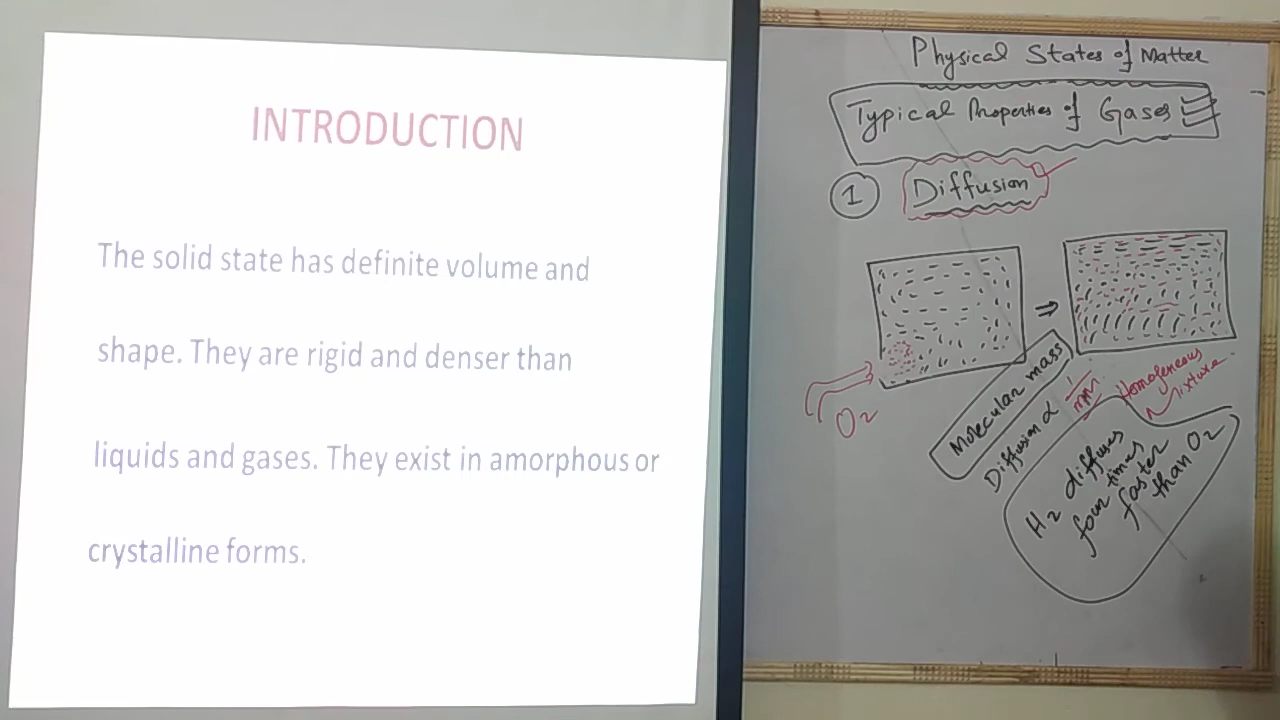 INTRODUCTION
The solid state has definite volume and
shape. They are rigid and denser than
liquids and gases. They exist in amorphous or
crystalline forms.
Physical States of Matter
Typical Properties of Gases
1 Diffusion
O2
Molecular mass
Diffusion ∝ 1/mm
Homogeneous
Mixture
H2 diffuses
four times
faster
than O2